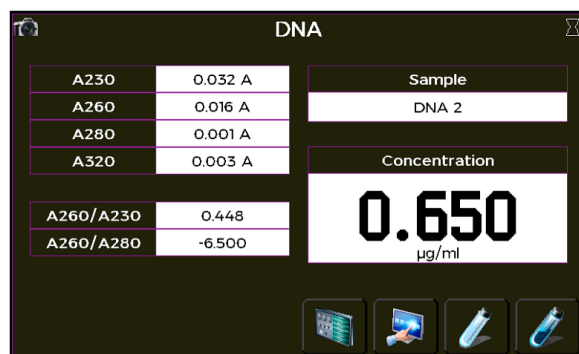 DNA
A230 0.032 A
A260 0.016 A
A280 0.001 A
A320 0.003 A
A260/A230 0.448
A260/A280 -6.500
Sample
DNA 2
Concentration
0.650
µg/ml